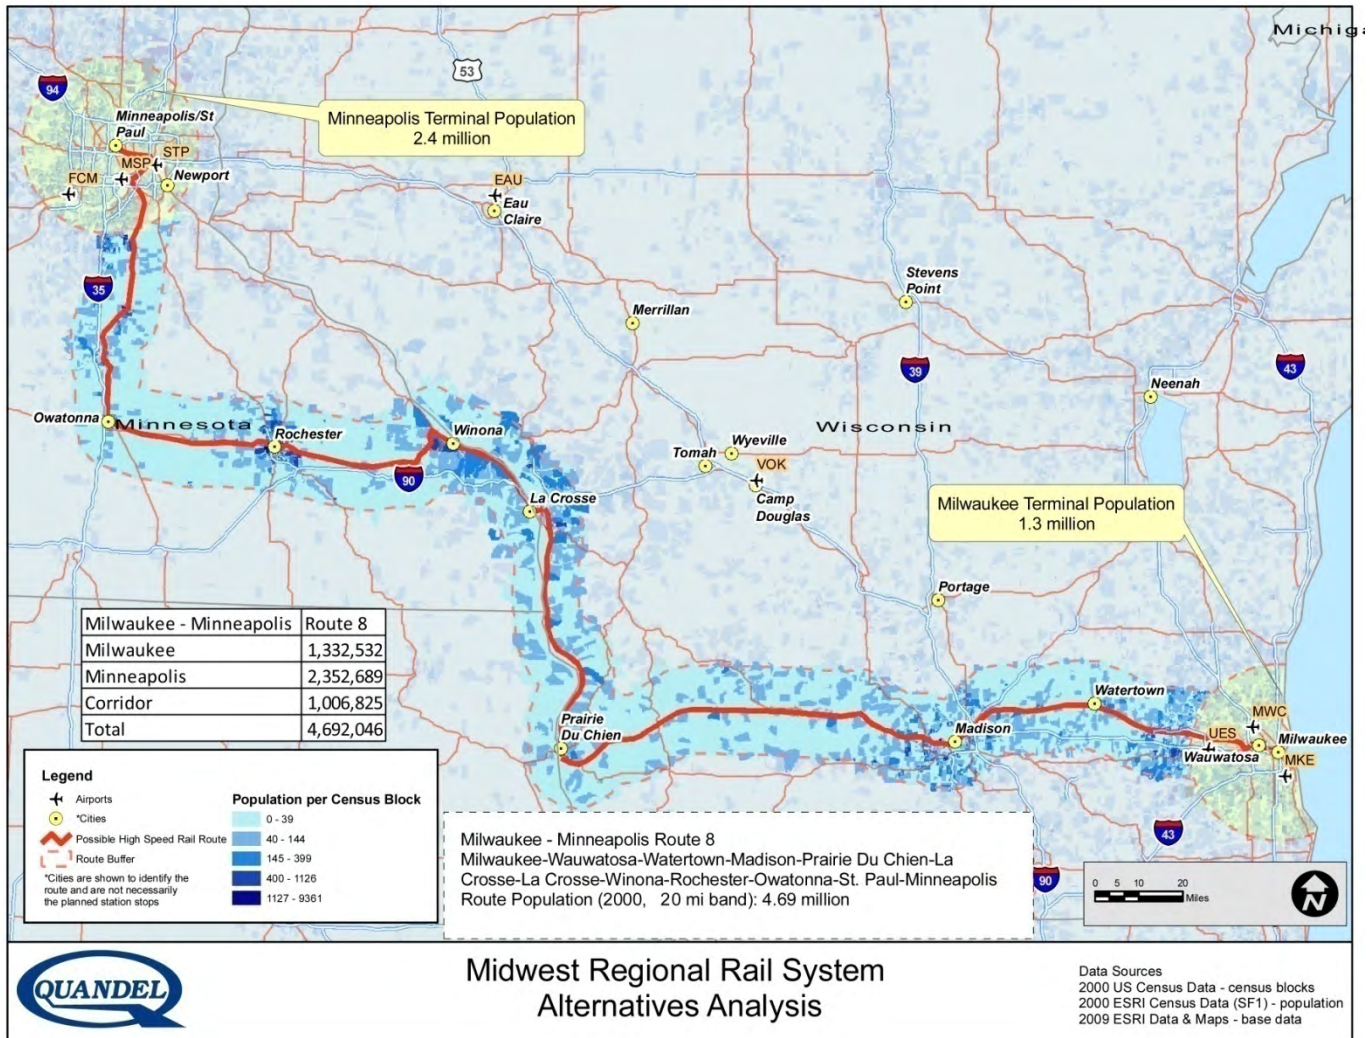 Michiga
53
94
Minneapolis Terminal Population
2.4 million
Minneapolis/St
Paul
STP
MSP
FCM
Newport
EAU
Eau
Claire
35
Stevens
Point
Merrillan
39
43
Neenah
Owatonna
Minnesota
Rochester
Winona
Wisconsin
Wyeville
Tomah
VOK
90
Camp
Douglas
La Crosse
Milwaukee Terminal Population
1.3 million
Portage
Milwaukee - Minneapolis Route 8
Milwaukee 1,332,532
Minneapolis 2,352,689
Corridor 1,006,825
Total 4,692,046
Prairie
Du Chien
Madison
Watertown
MWC
UES
Milwaukee
Wauwatosa
MKE
Legend
Airports
*Cities
Possible High Speed Rail Route
Route Buffer
*Cities are shown to identify the
route and are not necessarily
the planned station stops
Population per Census Block
0 - 39
40 - 144
145 - 399
400 - 1126
1127 - 9361
Milwaukee - Minneapolis Route 8
Milwaukee-Wauwatosa-Watertown-Madison-Prairie Du Chien-La
Crosse-La Crosse-Winona-Rochester-Owatonna-St. Paul-Minneapolis
Route Population (2000, 20 mi band): 4.69 million
43
90
0 5 10 20
Miles
N
QUANDEL
Midwest Regional Rail System
Alternatives Analysis
Data Sources
2000 US Census Data - census blocks
2000 ESRI Census Data (SF1) - population
2009 ESRI Data & Maps - base data